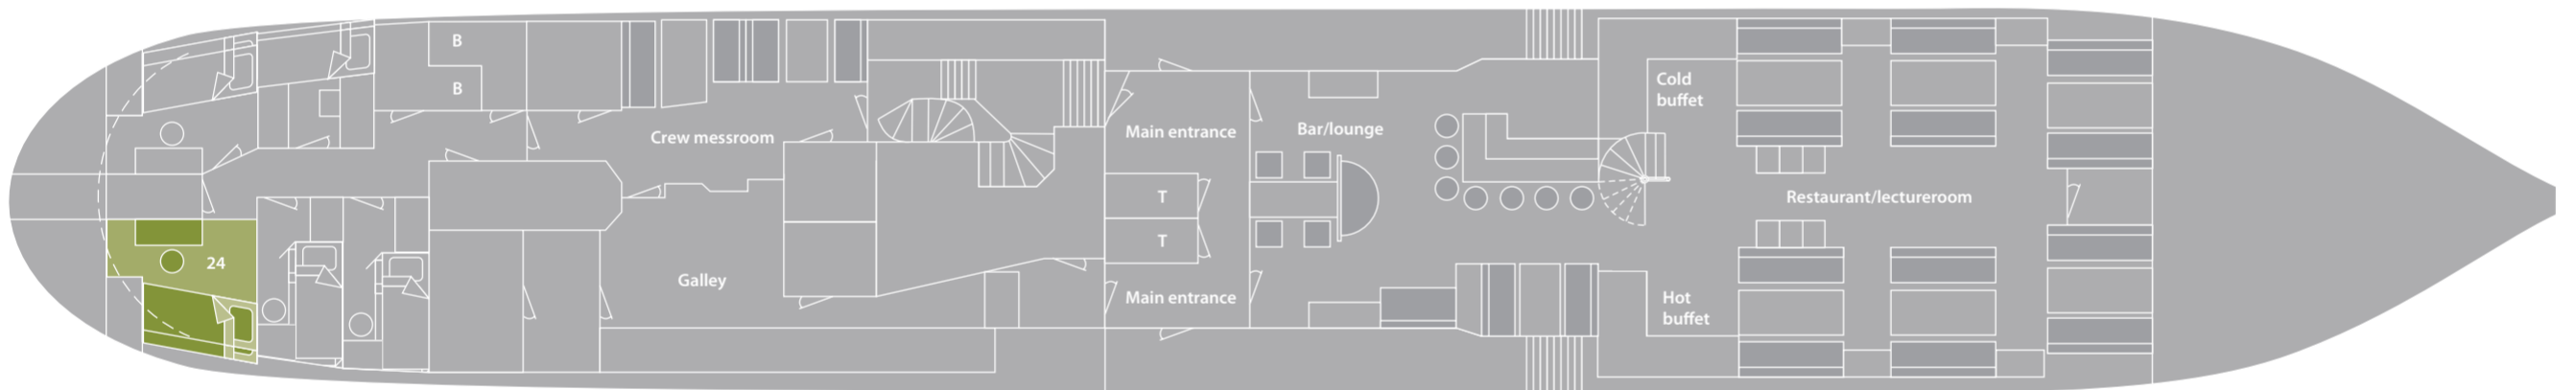 B
B
Crew messroom
Main entrance
Bar/lounge
Cold
buffet
T
T
Restaurant/lectureroom
24
Galley
Main entrance
Hot
buffet